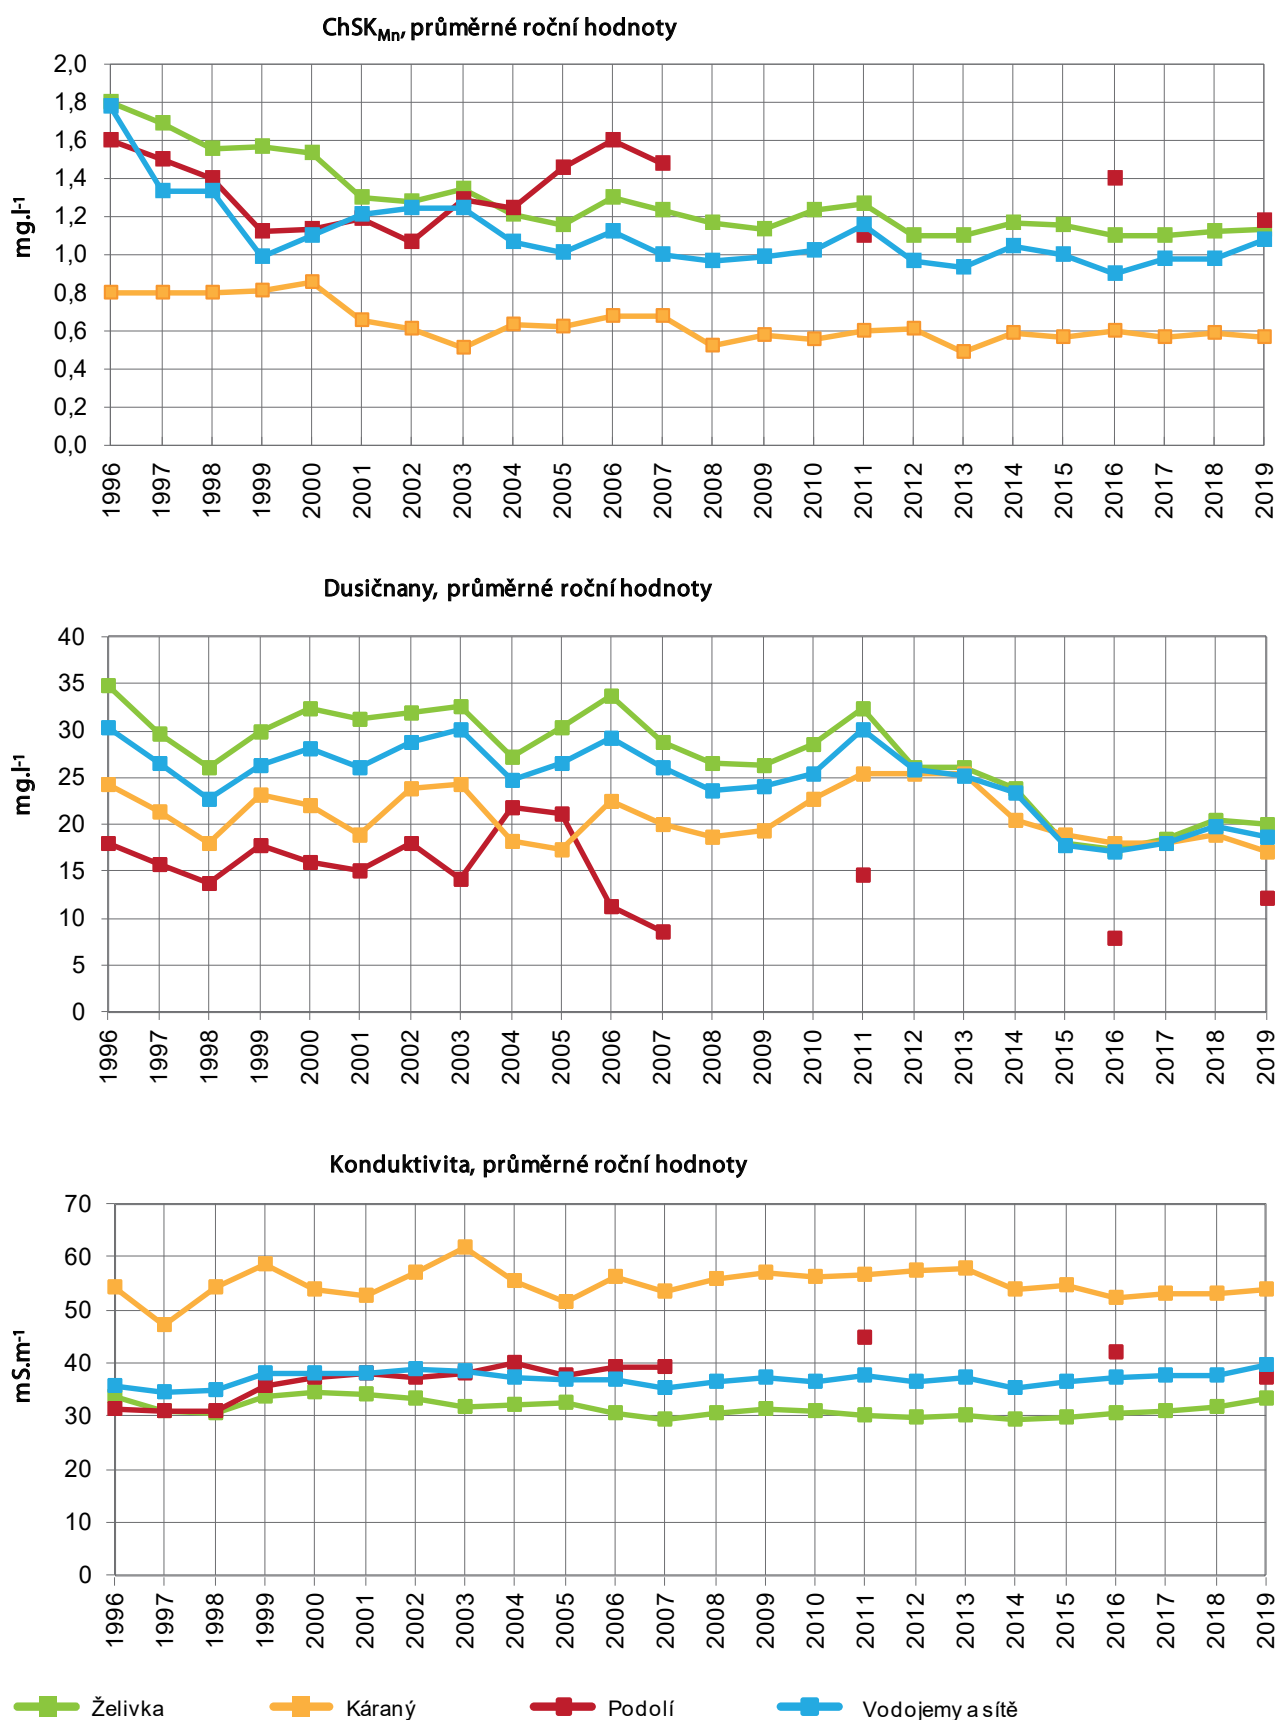 ChSKMn, průměrné roční hodnoty
mg.l-1
2,0
1,8
1,6
1,4
1,2
1,0
0,8
0,6
0,4
0,2
0,0
1996 1997 1998 1999 2000 2001 2002 2003 2004 2005 2006 2007 2008 2009 2010 2011 2012 2013 2014 2015 2016 2017 2018 2019
Dusičnany, průměrné roční hodnoty
mg.l-1
40
35
30
25
20
15
10
5
0
1996 1997 1998 1999 2000 2001 2002 2003 2004 2005 2006 2007 2008 2009 2010 2011 2012 2013 2014 2015 2016 2017 2018 2019
Konduktivita, průměrné roční hodnoty
mS.m-1
70
60
50
40
30
20
10
0
1996 1997 1998 1999 2000 2001 2002 2003 2004 2005 2006 2007 2008 2009 2010 2011 2012 2013 2014 2015 2016 2017 2018 2019
Želivka Káraný Podolí Vodojemy a sítě